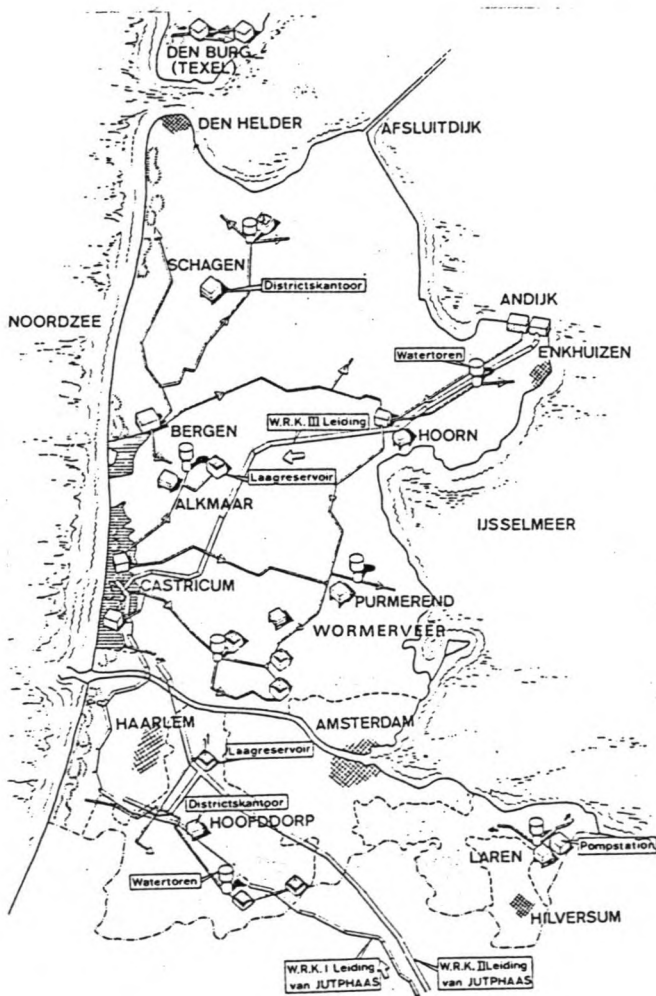 DEN BURG
(TEXEL)
DEN HELDER
AFSLUITDIJK
SCHAGEN
Districtskantoor
NOORDZEE
ANDIJK
Watertoren
ENKHUIZEN
BERGEN
W.R.K. III Leiding
HOORN
Laagreservoir
ALKMAAR
IJSSELMEER
CASTRICUM
PURMEREND
WORMERVEER
HAARLEM
AMSTERDAM
Laagreservoir
Districtskantoor
HOOFDDORP
LAREN
Pompstation
Watertoren
HILVERSUM
W.R.K. I Leiding
van JUTPHAAS
W.R.K. II Leiding
van JUTPHAAS